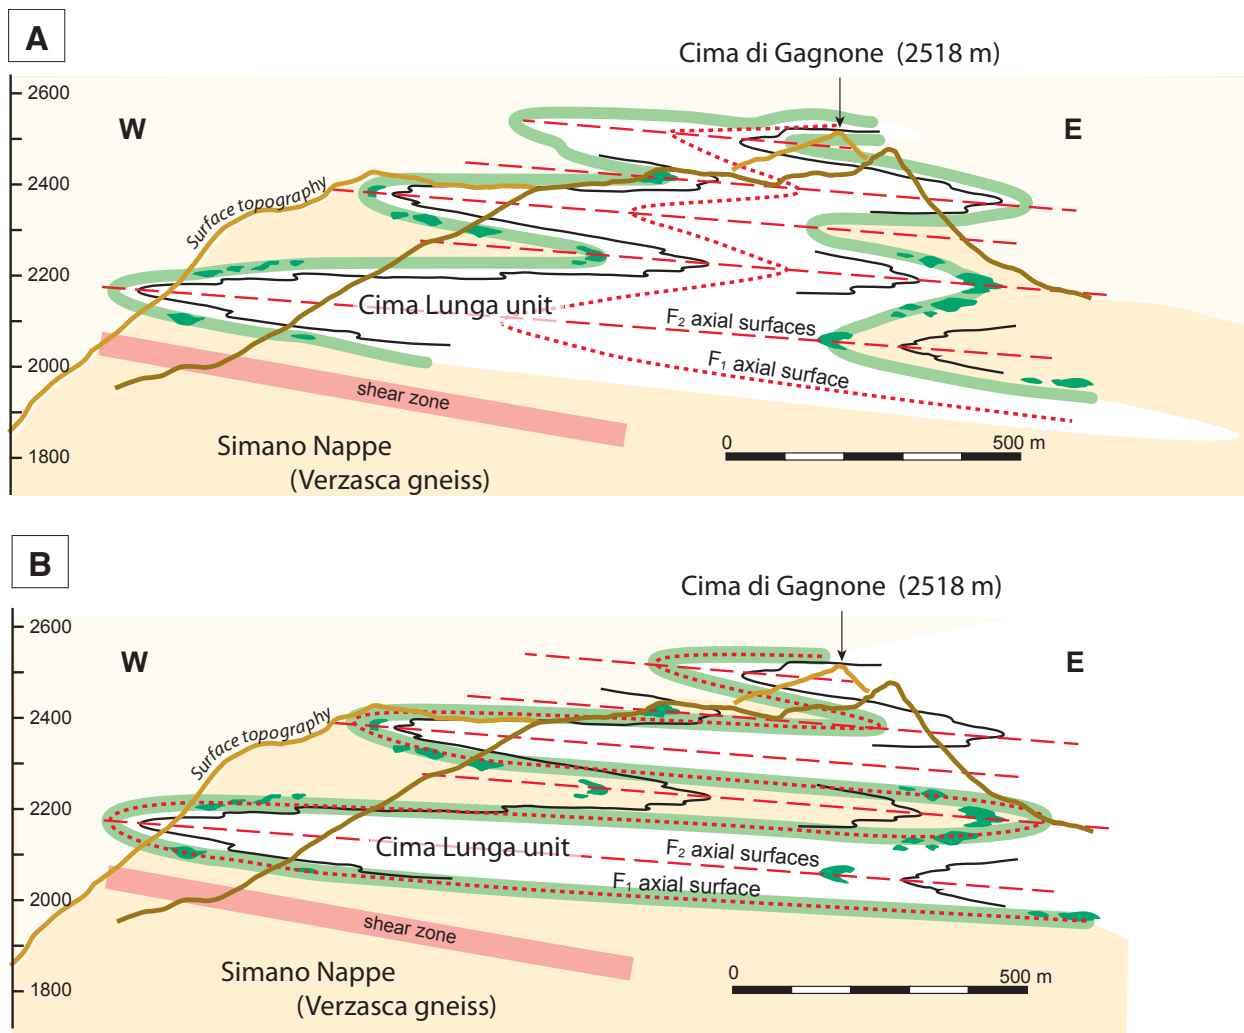 A
Cima di Gagnone (2518 m)
2600
W
E
2400
Surface topography
2200
Cima Lunga unit
F2 axial surfaces
F1 axial surface
2000
shear zone
Simano Nappe
(Verzasca gneiss)
0
500 m
1800
B
Cima di Gagnone (2518 m)
2600
W
E
2400
Surface topography
2200
Cima Lunga unit
F2 axial surfaces
F1 axial surface
2000
shear zone
Simano Nappe
(Verzasca gneiss)
0
500 m
1800